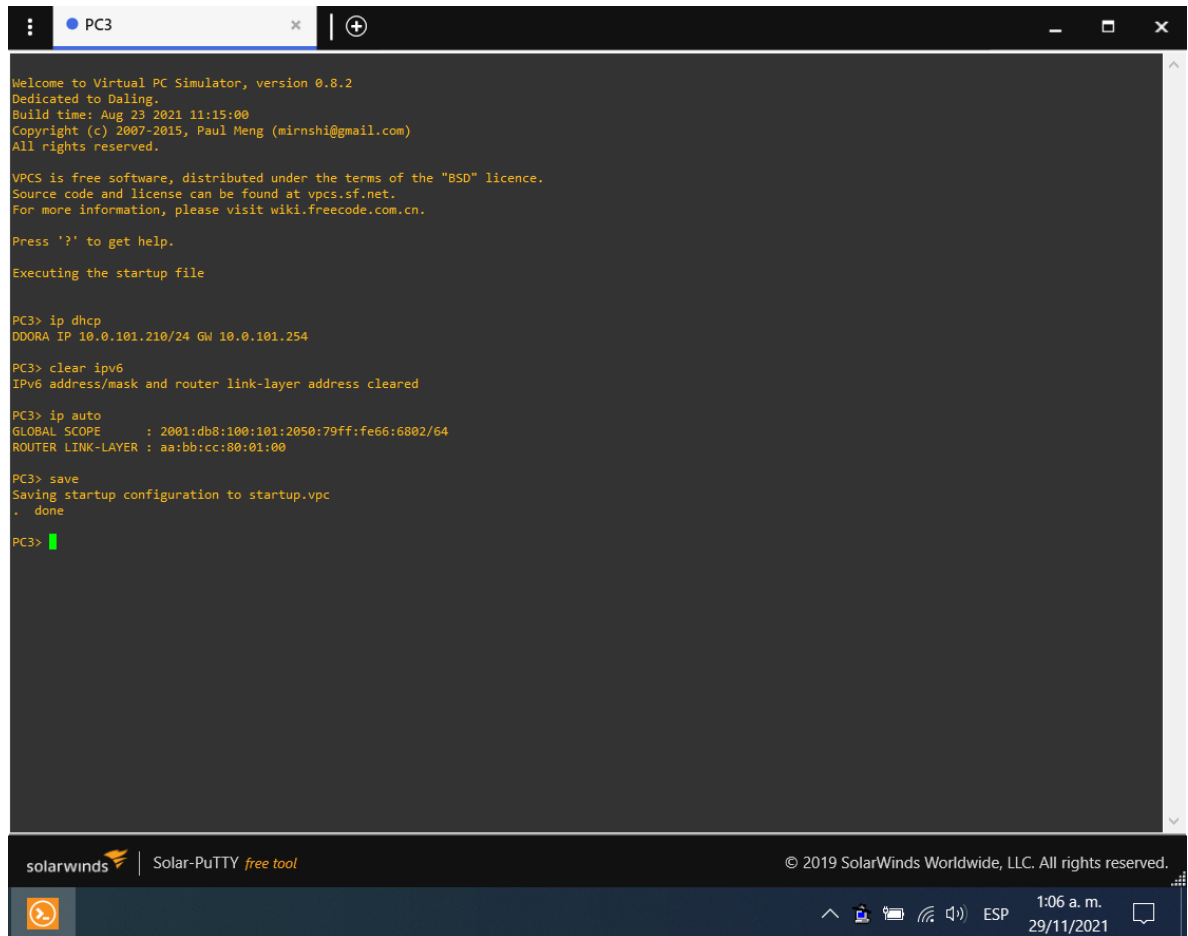 PC3
Welcome to Virtual PC Simulator, version 0.8.2
Dedicated to Daling.
Build time: Aug 23 2021 11:15:00
Copyright (c) 2007-2015, Paul Meng (mirnshi@gmail.com)
All rights reserved.
VPCS is free software, distributed under the terms of the "BSD" licence.
Source code and license can be found at vpcs.sf.net.
For more information, please visit wiki.freecode.com.cn.
Press '?' to get help.
Executing the startup file
PC3> ip dhcp
DDORA IP 10.0.101.210/24 GW 10.0.101.254
PC3> clear ipv6
IPv6 address/mask and router link-layer address cleared
PC3> ip auto
GLOBAL SCOPE      : 2001:db8:100:101:2050:79ff:fe66:6802/64
ROUTER LINK-LAYER : aa:bb:cc:80:01:00
PC3> save
Saving startup configuration to startup.vpc
.  done
PC3>
solarwinds | Solar-PuTTY free tool
© 2019 SolarWinds Worldwide, LLC. All rights reserved.
ESP
1:06 a. m.
29/11/2021